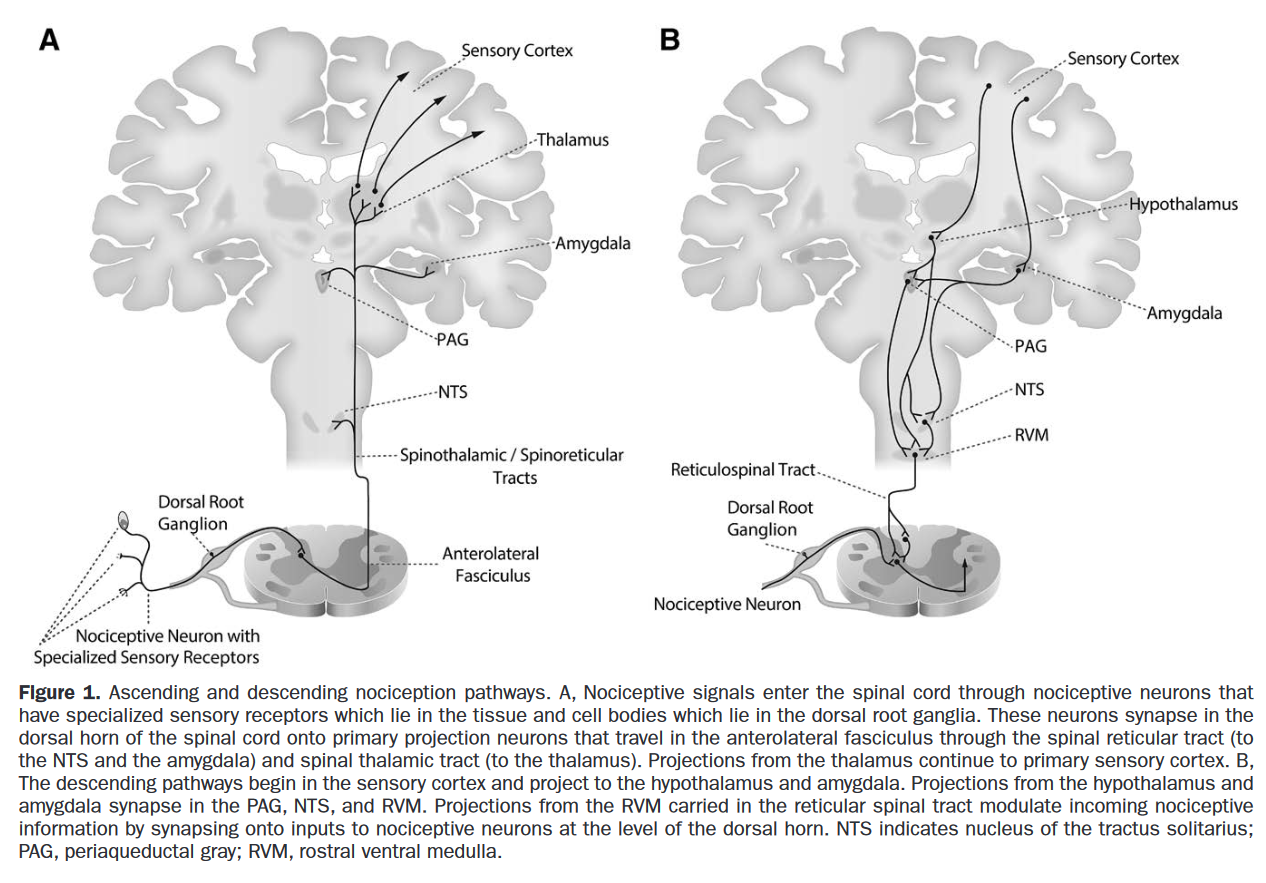 A
Sensory Cortex
Thalamus
Amygdala
PAG
NTS
Spinothalamic / Spinoreticular
Tracts
Dorsal Root
Ganglion
Anterolateral
Fasciculus
Nociceptive Neuron with
Specialized Sensory Receptors
B
Sensory Cortex
Hypothalamus
Amygdala
PAG
NTS
RVM
Reticulospinal Tract
Dorsal Root
Ganglion
Nociceptive Neuron
Figure 1. Ascending and descending nociception pathways. A, Nociceptive signals enter the spinal cord through nociceptive neurons that
have specialized sensory receptors which lie in the tissue and cell bodies which lie in the dorsal root ganglia. These neurons synapse in the
dorsal horn of the spinal cord onto primary projection neurons that travel in the anterolateral fasciculus through the spinal reticular tract (to
the NTS and the amygdala) and spinal thalamic tract (to the thalamus). Projections from the thalamus continue to primary sensory cortex. B,
The descending pathways begin in the sensory cortex and project to the hypothalamus and amygdala. Projections from the hypothalamus and
amygdala synapse in the PAG, NTS, and RVM. Projections from the RVM carried in the reticular spinal tract modulate incoming nociceptive
information by synapsing onto inputs to nociceptive neurons at the level of the dorsal horn. NTS indicates nucleus of the tractus solitarius;
PAG, periaqueductal gray; RVM, rostral ventral medulla.